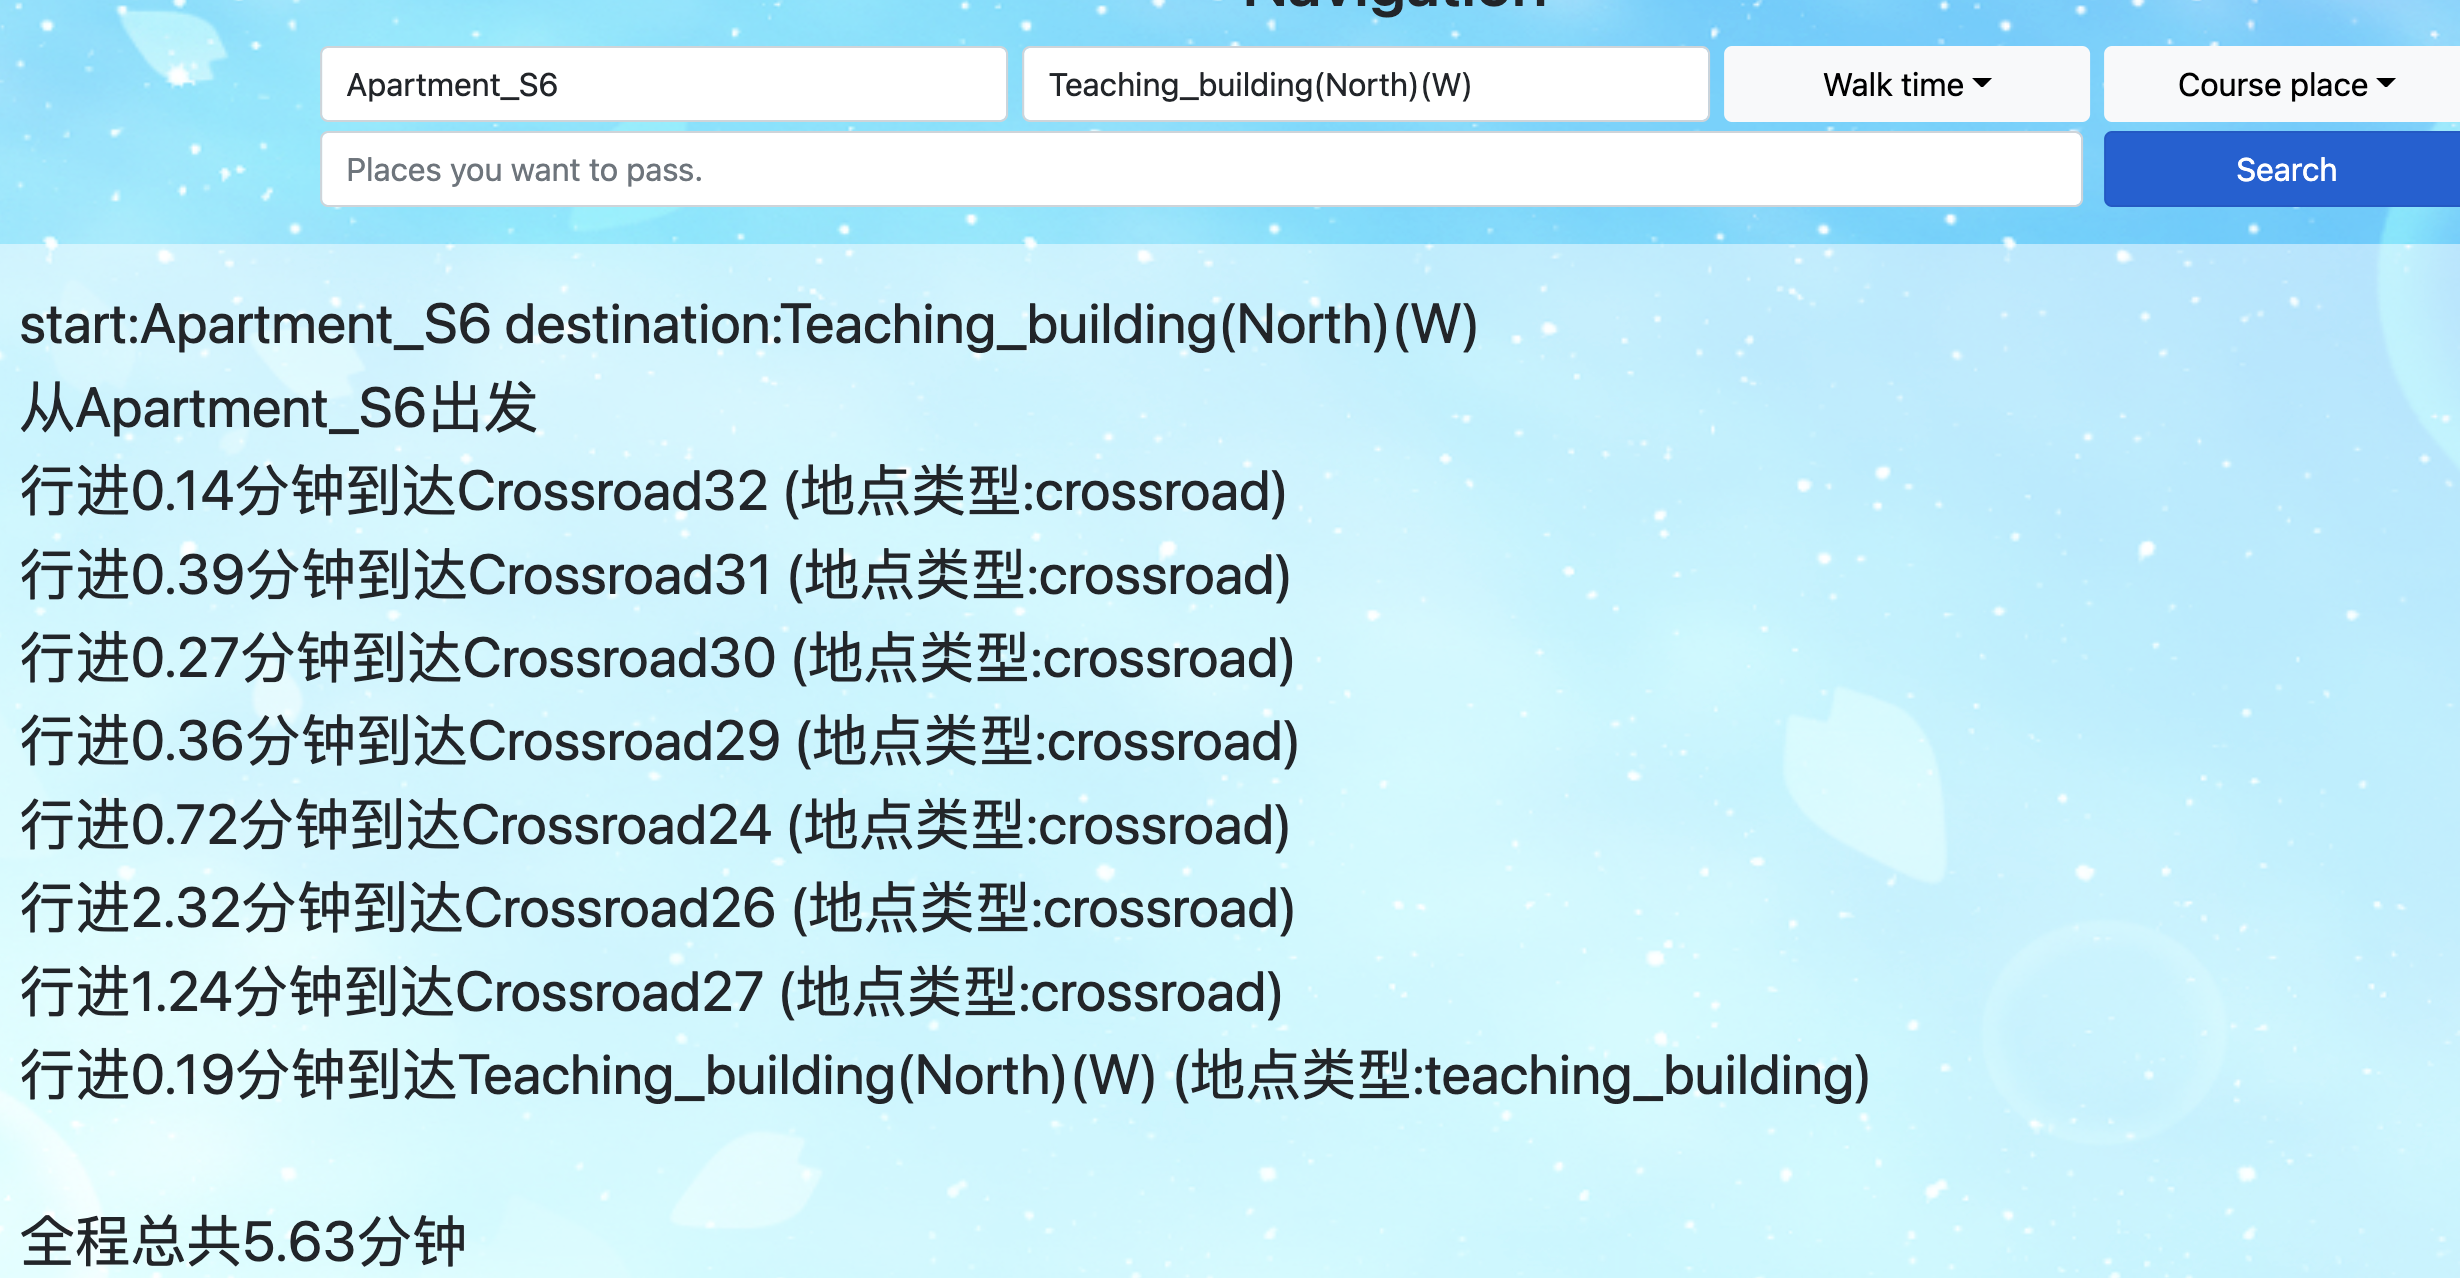 Navigation
Apartment_S6
Teaching_building(North)(W)
Walk time
Course place
Places you want to pass.
Search
start:Apartment_S6 destination:Teaching_building(North)(W)
从Apartment_S6出发
行进0.14分钟到达Crossroad32 (地点类型:crossroad)
行进0.39分钟到达Crossroad31 (地点类型:crossroad)
行进0.27分钟到达Crossroad30 (地点类型:crossroad)
行进0.36分钟到达Crossroad29 (地点类型:crossroad)
行进0.72分钟到达Crossroad24 (地点类型:crossroad)
行进2.32分钟到达Crossroad26 (地点类型:crossroad)
行进1.24分钟到达Crossroad27 (地点类型:crossroad)
行进0.19分钟到达Teaching_building(North)(W) (地点类型:teaching_building)
全程总共5.63分钟